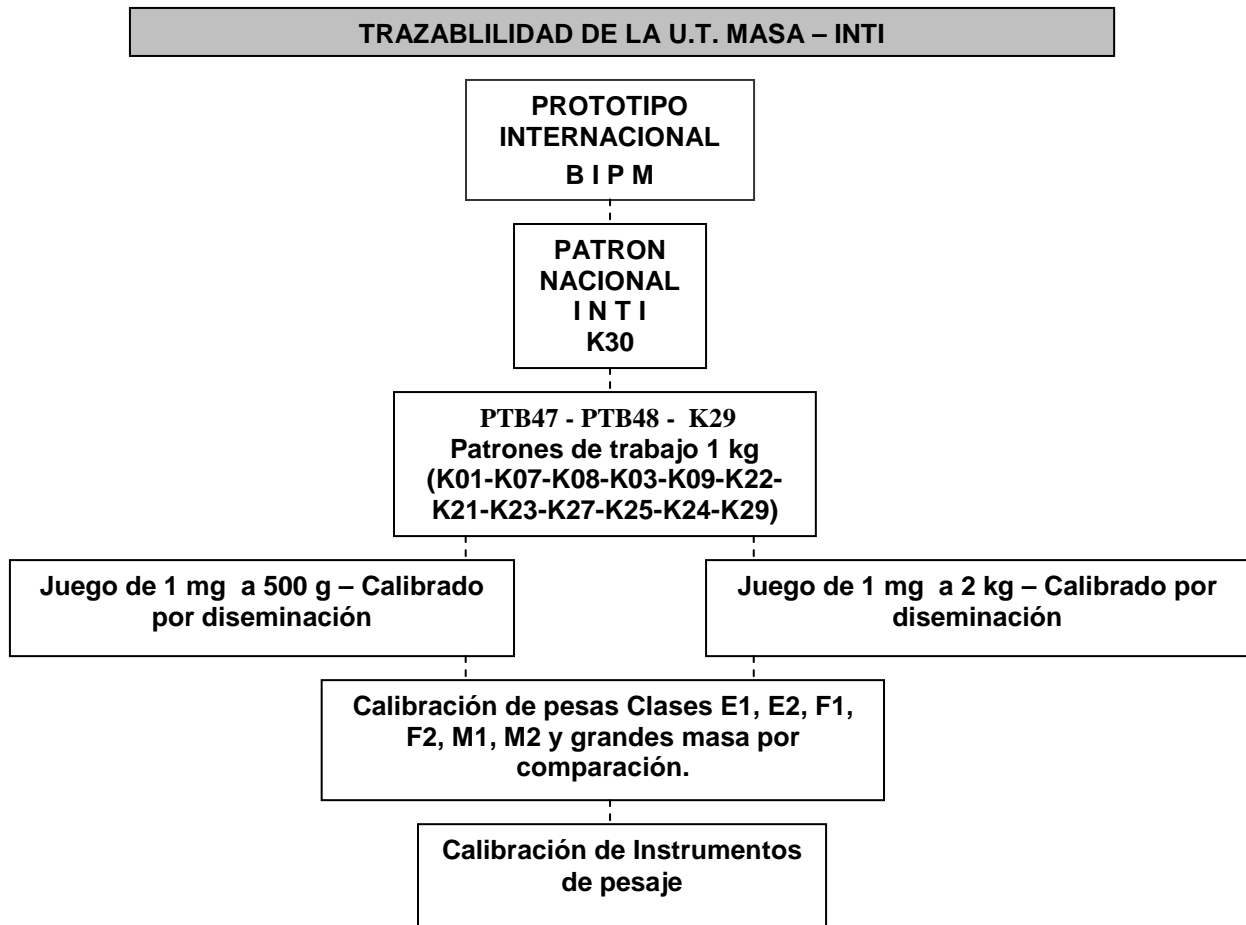 TRAZABLILIDAD DE LA U.T. MASA – INTI
PROTOTIPO
INTERNACIONAL
B I P M
PATRON
NACIONAL
I N T I
K30
PTB47 - PTB48 - K29
Patrones de trabajo 1 kg
(K01-K07-K08-K03-K09-K22-
K21-K23-K27-K25-K24-K29)
Juego de 1 mg a 500 g – Calibrado
por diseminación
Juego de 1 mg a 2 kg – Calibrado por
diseminación
Calibración de pesas Clases E1, E2, F1,
F2, M1, M2 y grandes masa por
comparación.
Calibración de Instrumentos
de pesaje